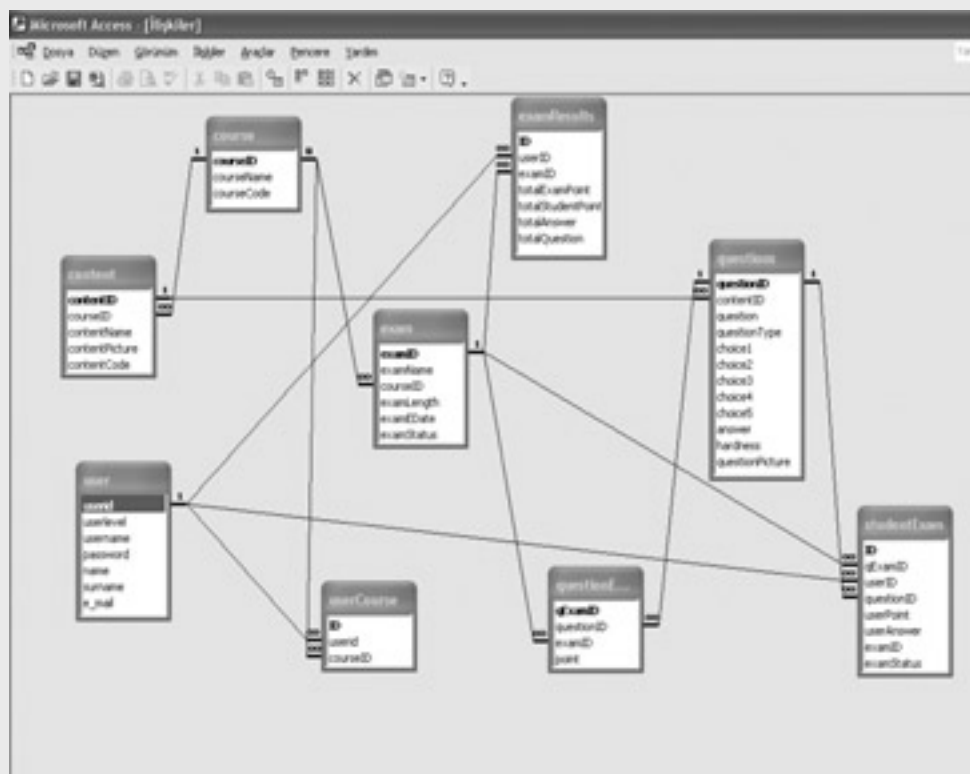 Microsoft Access - [İlişkiler]
Dosya Düzen Görünüm İlişkiler Araçlar Pencere Yardım
course
courseID
courseName
courseCode
examResults
ID
userID
examID
totalExamPoint
totalStudentPoint
totalAnswer
totalQuestion
content
contentID
courseID
contentName
contentPicture
contentCode
exam
examID
examName
courseID
examLength
examEDate
examStatus
questions
questionID
contentID
question
questionType
choice1
choice2
choice3
choice4
choice5
answer
hardness
questionPicture
user
userid
userlevel
username
password
name
surname
e_mail
userCourse
ID
userid
courseID
questionE...
qExamID
questionID
examID
point
studentExam
ID
qExamID
userID
questionID
userPoint
userAnswer
examID
examStatus